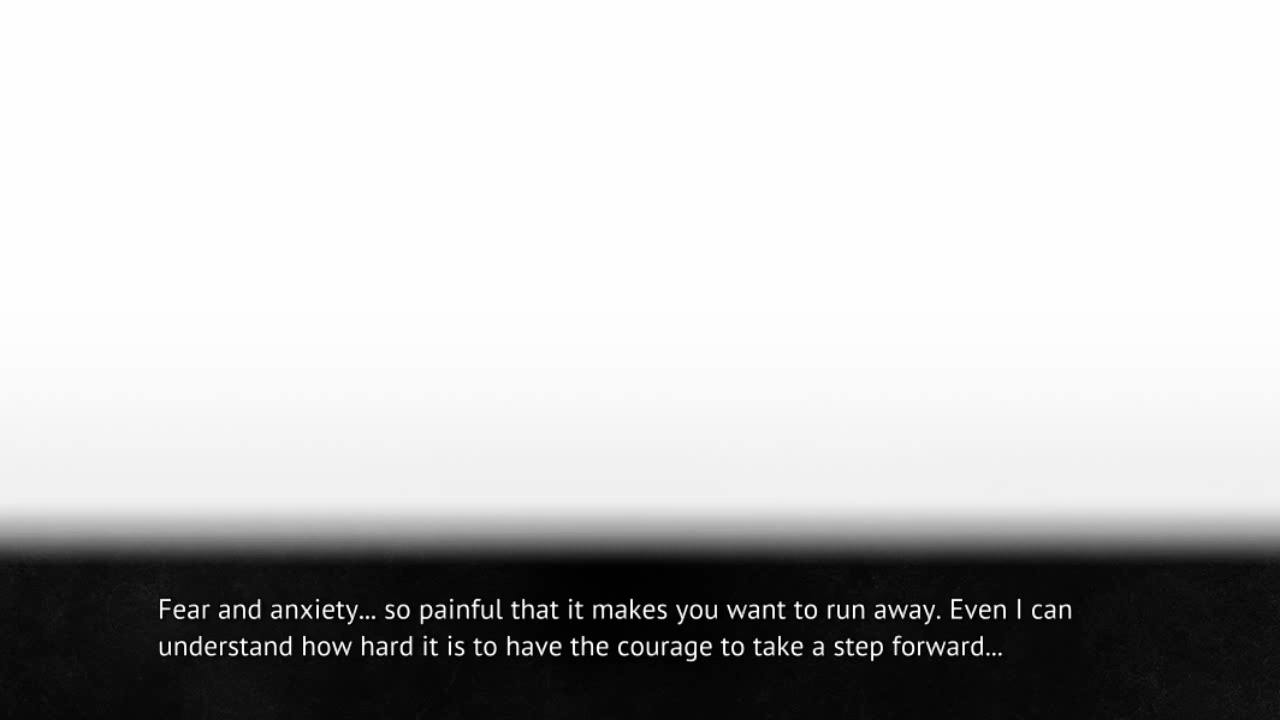 Fear and anxiety... so painful that it makes you want to run away. Even I can
understand how hard it is to have the courage to take a step forward...